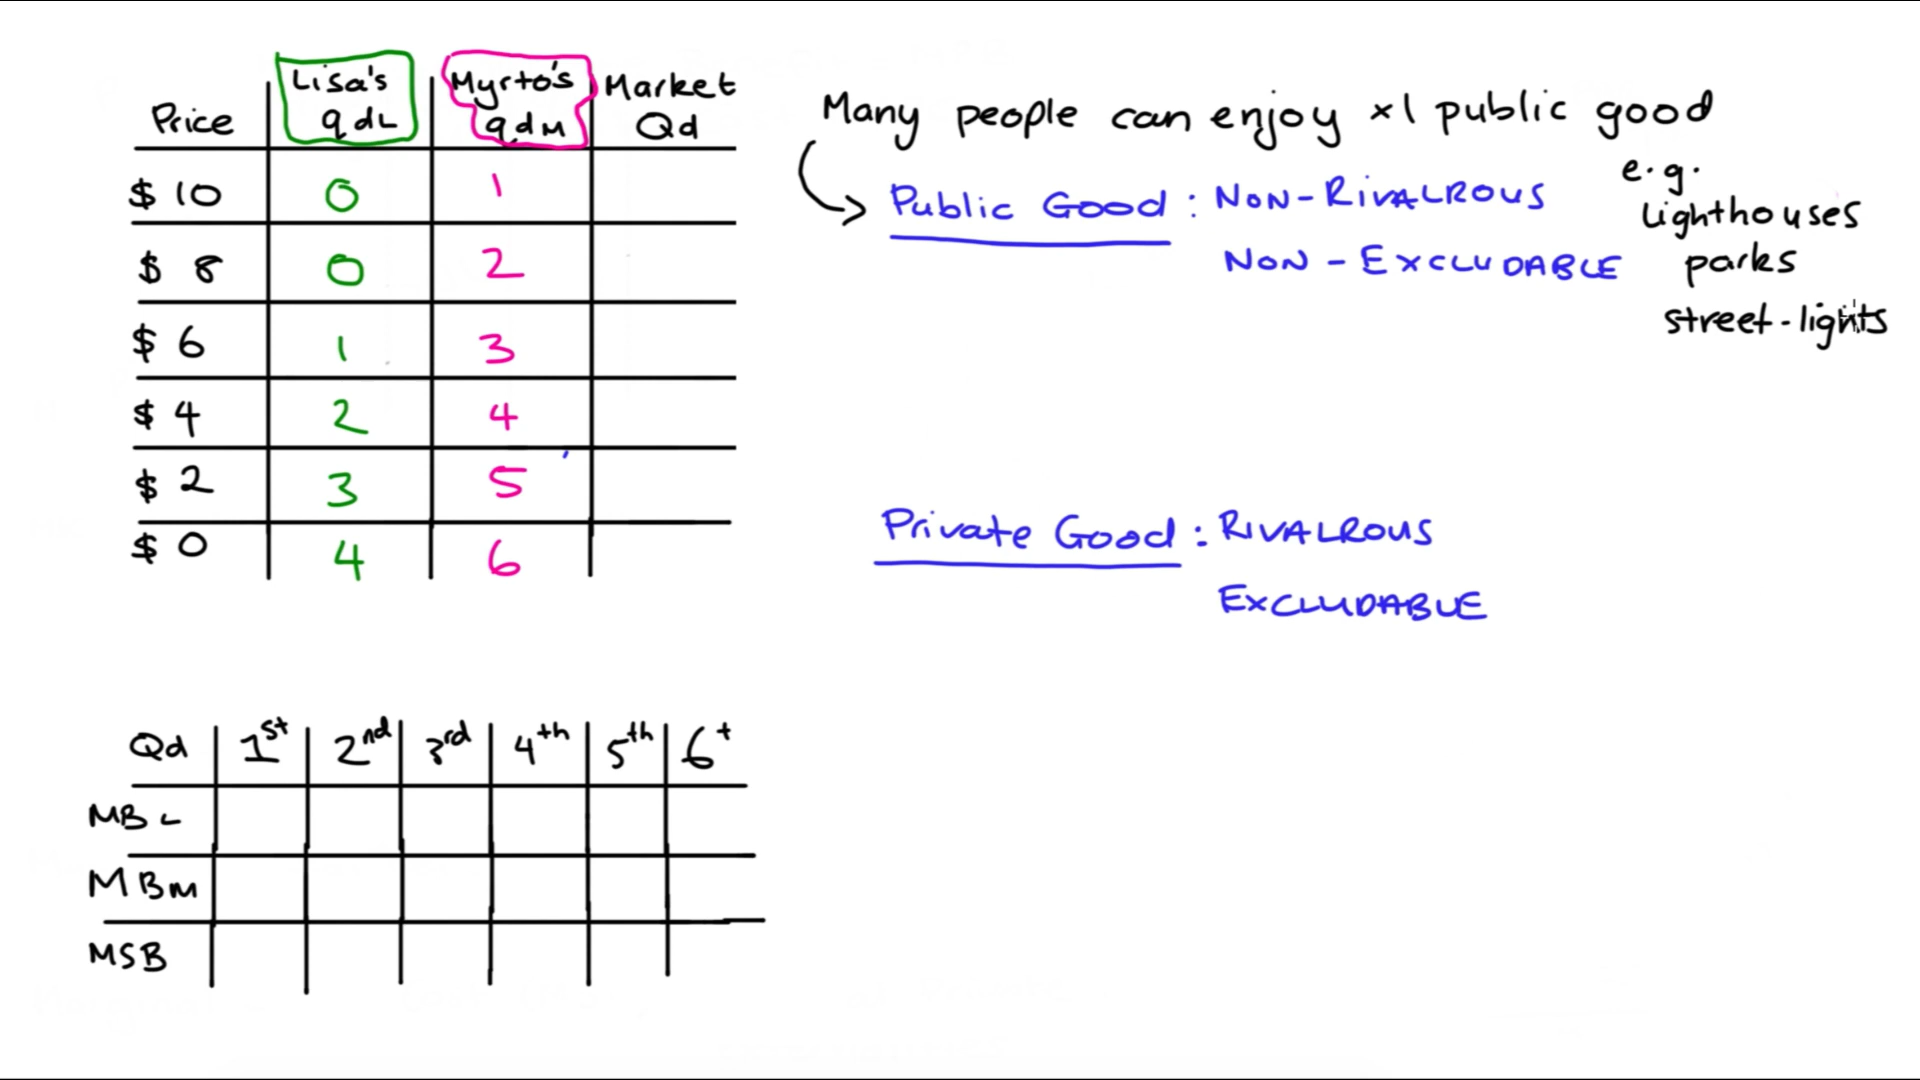 Price Lisa's qdL Myrto's qdM Market Qd
$ 10 0 1
$ 8 0 2
$ 6 1 3
$ 4 2 4
$ 2 3 5
$ 0 4 6
Qd 1st 2nd 3rd 4th 5th 6+
MB L
MBM
MSB
Many people can enjoy x1 public good
Public Good : NON-RIVALROUS
NON-EXCLUDABLE
e.g.
Lighthouses
parks
street-lights
Private Good : RIVALROUS
EXCLUDABLE